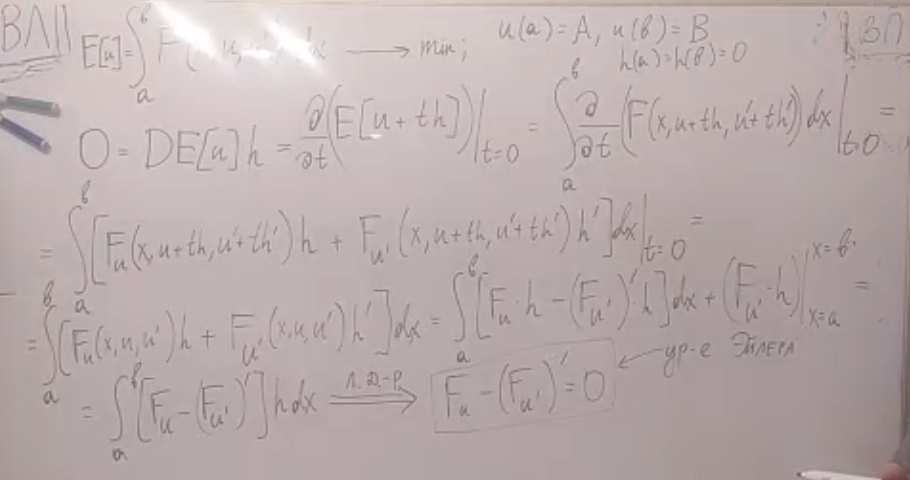 ВЛП E[u]=∫_a^b F( , u, ) dx ⟶ min; u(a)=A, u(b)=B ВП
h(a)=h(b)=0
0 = DE[u]h = ∂/∂t (E[u+th])|_{t=0} = ∫_a^b ∂/∂t (F(x,u+th,u'+th')) dx |_{t=0} =
= ∫_a^b [F_u(x,u+th,u'+th')h + F_{u'}(x,u+th,u'+th')h'] dx |_{t=0} =
= ∫_a^b [F_u(x,u,u')h + F_{u'}(x,u,u')h'] dx = ∫_a^b [F_u·h − (F_{u'})'h] dx + (F_{u'}·h)|_{x=a}^{x=b} =
= ∫_a^b [F_u − (F_{u'})'] h dx ⟹ Л.Д.-Р. F_u − (F_{u'})' = 0 ← ур-е ЭЙЛЕРА